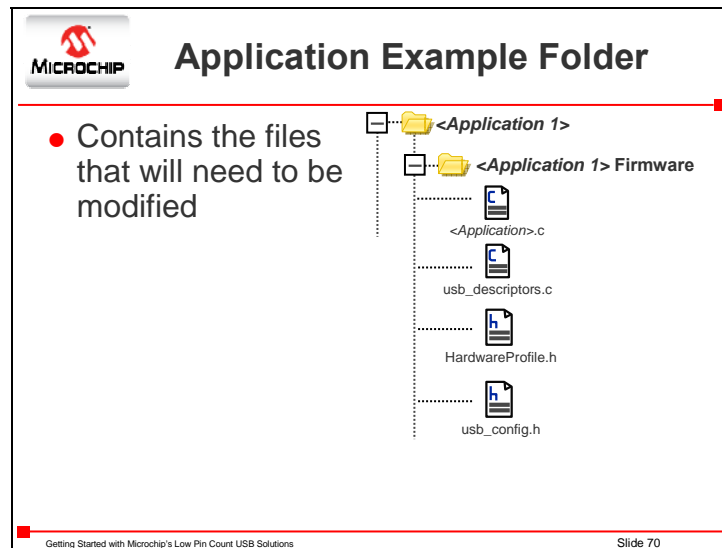 MICROCHIP
Application Example Folder
● Contains the files
that will need to be
modified
<Application 1>
<Application 1> Firmware
C
<Application>.c
C
usb_descriptors.c
h
HardwareProfile.h
h
usb_config.h
Getting Started with Microchip's Low Pin Count USB Solutions
Slide 70